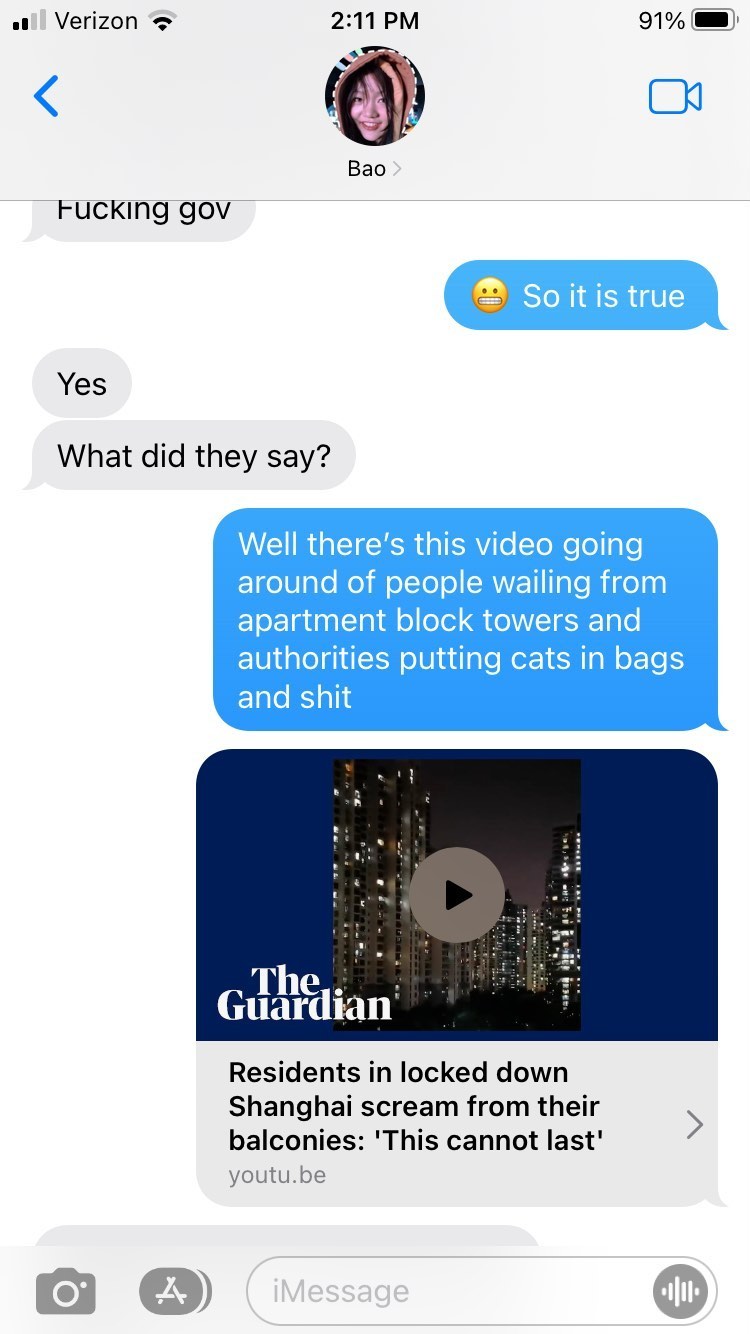 Verizon 2:11 PM 91%
Bao
Fucking gov
😬 So it is true
Yes
What did they say?
Well there's this video going
around of people wailing from
apartment block towers and
authorities putting cats in bags
and shit
The
Guardian
Residents in locked down
Shanghai scream from their
balconies: 'This cannot last'
youtu.be
iMessage